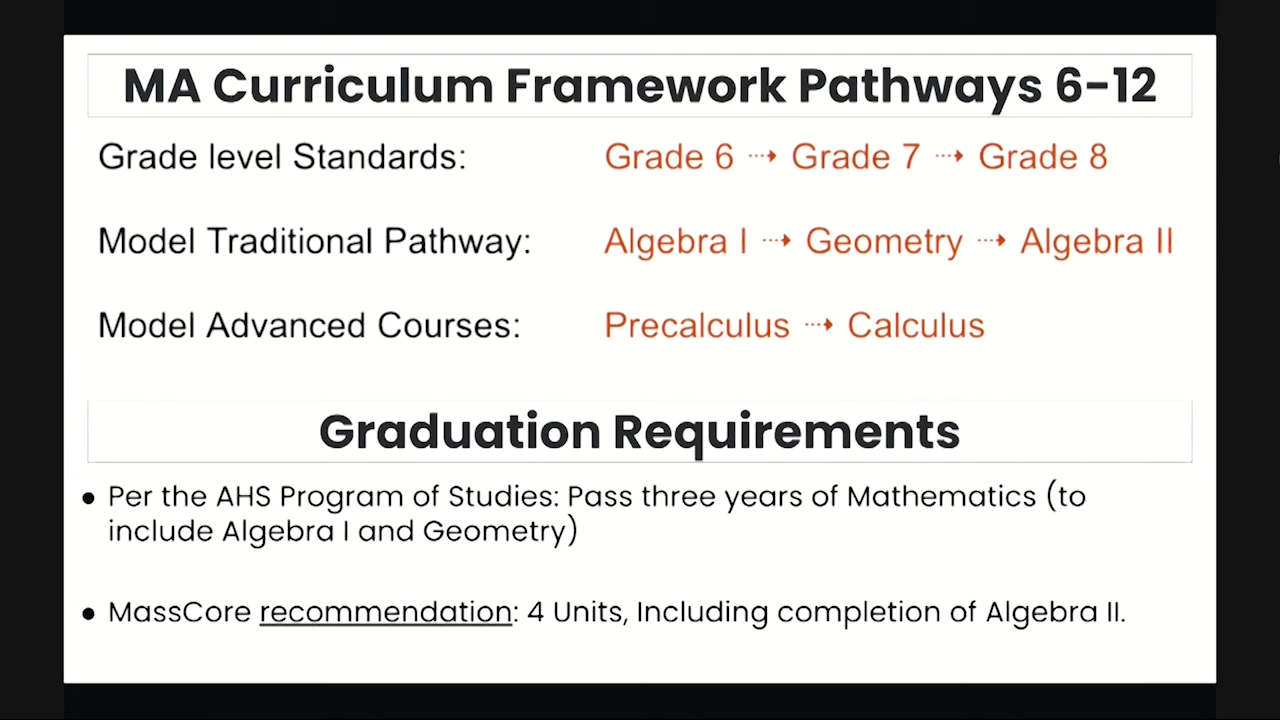 MA Curriculum Framework Pathways 6-12
Grade level Standards: Grade 6 ⇢ Grade 7 ⇢ Grade 8
Model Traditional Pathway: Algebra I ⇢ Geometry ⇢ Algebra II
Model Advanced Courses: Precalculus ⇢ Calculus
Graduation Requirements
● Per the AHS Program of Studies: Pass three years of Mathematics (to
include Algebra I and Geometry)
● MassCore recommendation: 4 Units, Including completion of Algebra II.